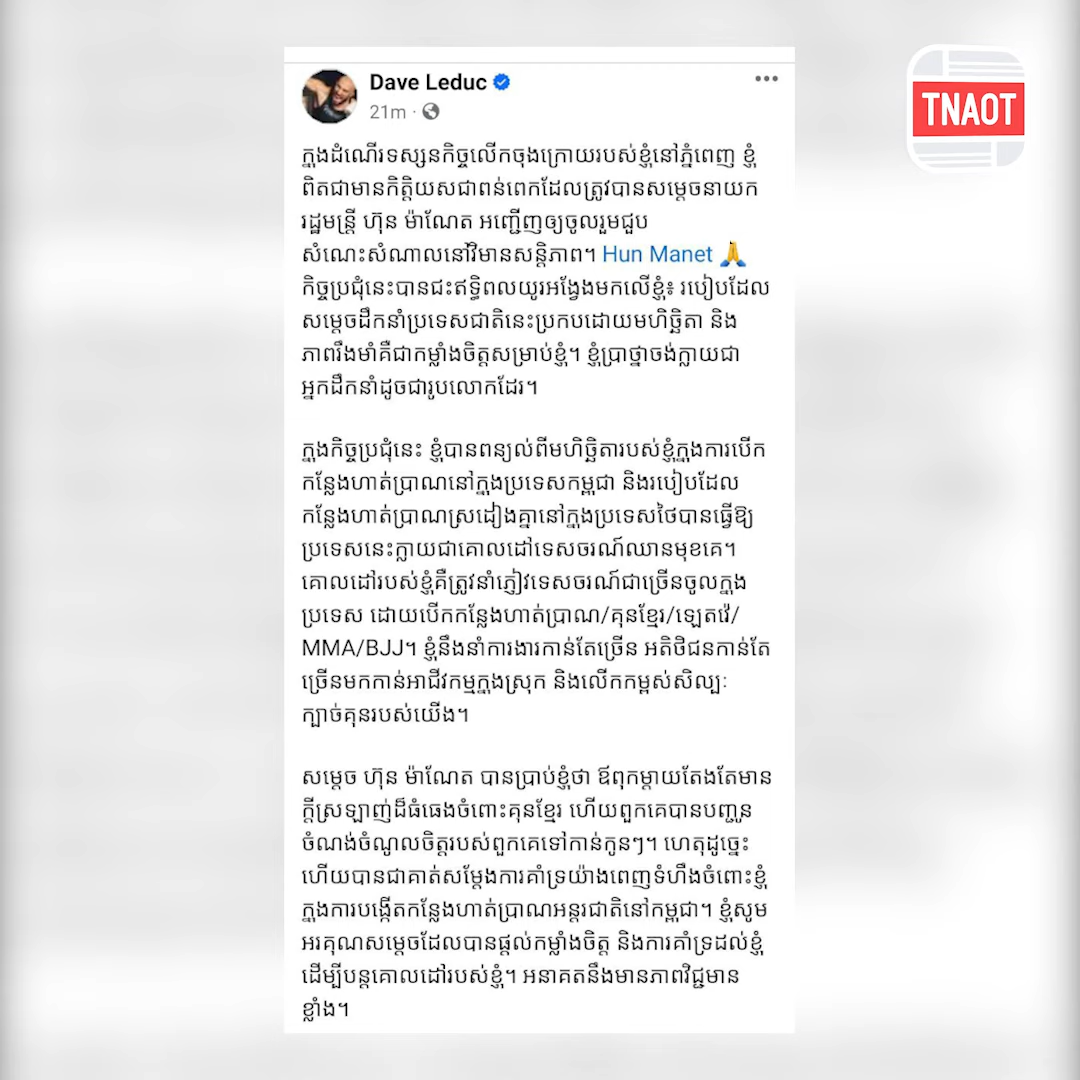 Dave Leduc
21m ·
TNAOT
ក្នុងដំណើរទស្សនកិច្ចលើកចុងក្រោយរបស់ខ្ញុំនៅភ្នំពេញ ខ្ញុំ
ពិតជាមានកិត្តិយសជាពន់ពេកដែលត្រូវបានសម្តេចនាយក
រដ្ឋមន្ត្រី ហ៊ុន ម៉ាណែត អញ្ជើញឲ្យចូលរួមជួប
សំណេះសំណាលនៅវិមានសន្តិភាព។ Hun Manet 🙏
កិច្ចប្រជុំនេះបានជះឥទ្ធិពលយូរអង្វែងមកលើខ្ញុំ៖ របៀបដែល
សម្តេចដឹកនាំប្រទេសជាតិនេះប្រកបដោយមហិច្ឆិតា និង
ភាពរឹងមាំគឺជាកម្លាំងចិត្តសម្រាប់ខ្ញុំ។ ខ្ញុំប្រាថ្នាចង់ក្លាយជា
អ្នកដឹកនាំដូចជារូបលោកដែរ។
ក្នុងកិច្ចប្រជុំនេះ ខ្ញុំបានពន្យល់ពីមហិច្ឆិតារបស់ខ្ញុំក្នុងការបើក
កន្លែងហាត់ប្រាណនៅក្នុងប្រទេសកម្ពុជា និងរបៀបដែល
កន្លែងហាត់ប្រាណស្រដៀងគ្នានៅក្នុងប្រទេសថៃបានធ្វើឱ្យ
ប្រទេសនេះក្លាយជាគោលដៅទេសចរណ៍ឈានមុខគេ។
គោលដៅរបស់ខ្ញុំគឺត្រូវនាំភ្ញៀវទេសចរណ៍ជាច្រើនចូលក្នុង
ប្រទេស ដោយបើកកន្លែងហាត់ប្រាណ/គុនខ្មែរ/ឡេតវ៉េ/
MMA/BJJ។ ខ្ញុំនឹងនាំការងារកាន់តែច្រើន អតិថិជនកាន់តែ
ច្រើនមកកាន់អាជីវកម្មក្នុងស្រុក និងលើកកម្ពស់សិល្បៈ
ក្បាច់គុនរបស់យើង។
សម្តេច ហ៊ុន ម៉ាណែត បានប្រាប់ខ្ញុំថា ឪពុកម្តាយតែងតែមាន
ក្តីស្រឡាញ់ដ៏ធំធេងចំពោះគុនខ្មែរ ហើយពួកគេបានបញ្ជូន
ចំណង់ចំណូលចិត្តរបស់ពួកគេទៅកាន់កូនៗ។ ហេតុដូច្នេះ
ហើយបានជាគាត់សម្តែងការគាំទ្រយ៉ាងពេញទំហឹងចំពោះខ្ញុំ
ក្នុងការបង្កើតកន្លែងហាត់ប្រាណអន្តរជាតិនៅកម្ពុជា។ ខ្ញុំសូម
អរគុណសម្តេចដែលបានផ្តល់កម្លាំងចិត្ត និងការគាំទ្រដល់ខ្ញុំ
ដើម្បីបន្តគោលដៅរបស់ខ្ញុំ។ អនាគតនឹងមានភាពវិជ្ជមាន
ខ្លាំង។